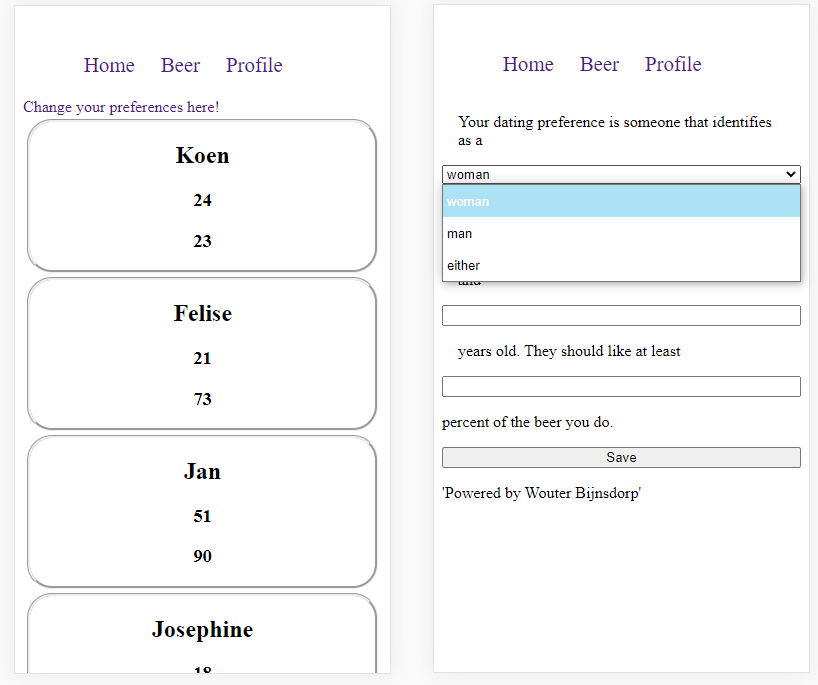 Home Beer Profile
Change your preferences here!
Koen
24
23
Felise
21
73
Jan
51
90
Josephine
18
Home Beer Profile
Your dating preference is someone that identifies
as a
woman
woman
man
either
and
years old. They should like at least
percent of the beer you do.
Save
'Powered by Wouter Bijnsdorp'